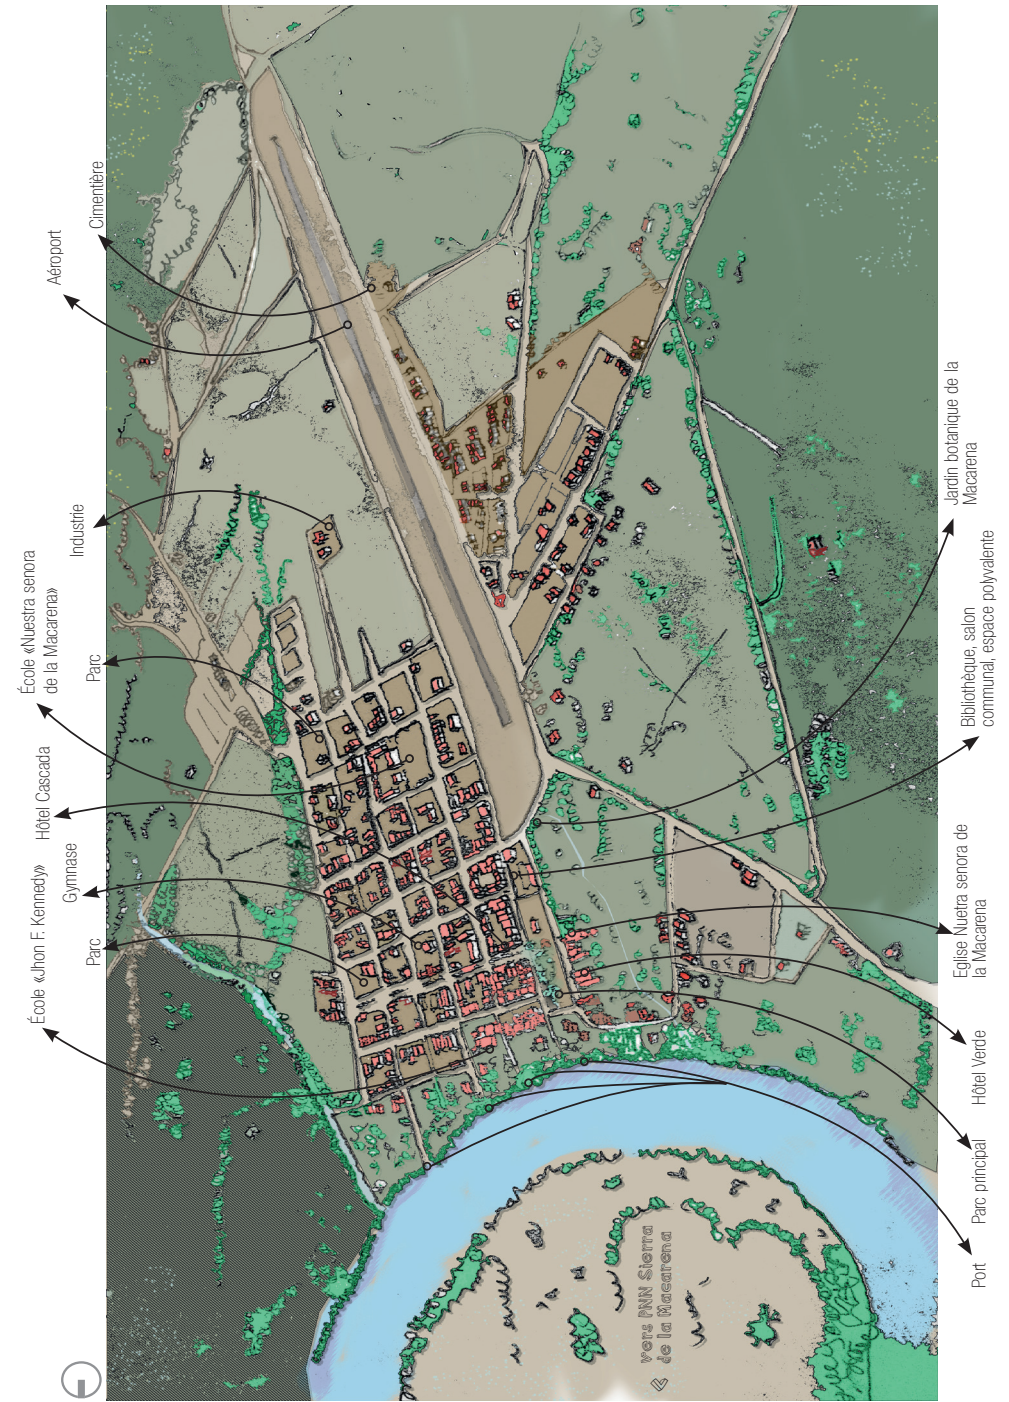 Cimentière
Aéroport
Industrie
École «Nuestra senora
de la Macarena»
Parc
Hôtel Cascada
Gymnase
École «Jhon F. Kennedy»
Parc
Jardin botanique de la
Macarena
Bibliothèque, salon
communal, espace polyvalente
Eglise Nuetra senora de
la Macarena
Hôtel Verde
Parc principal
Port
vers PNN Sierra
de la Macarena